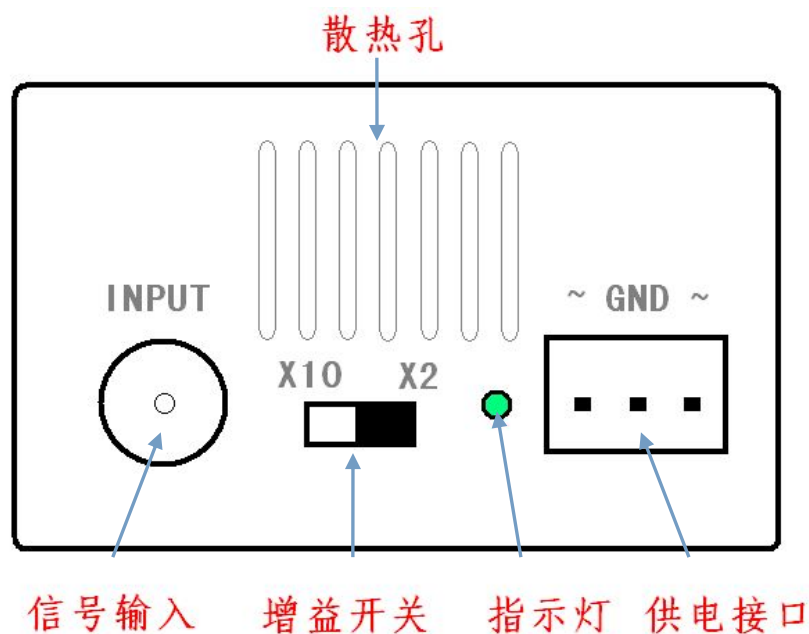 散热孔
INPUT
~ GND ~
X10 X2
信号输入 增益开关 指示灯 供电接口